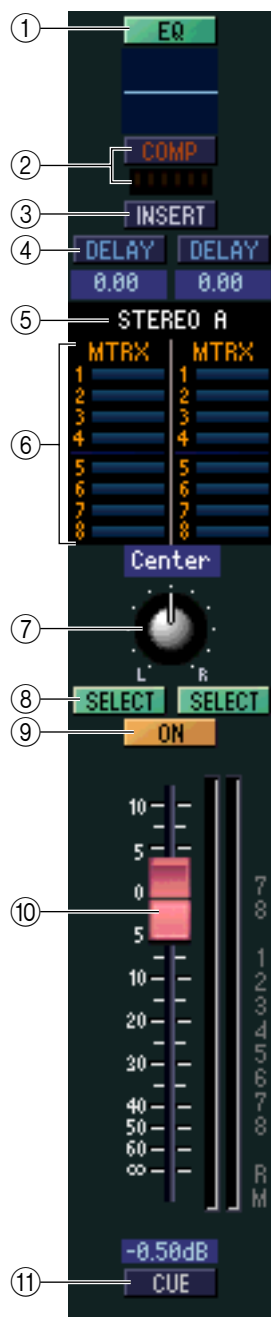 ① EQ
② COMP
③ INSERT
④ DELAY DELAY
0.00 0.00
⑤ STEREO A
MTRX MTRX
⑥
1 1
2 2
3 3
4 4
5 5
6 6
7 7
8 8
Center
⑦
L R
⑧ SELECT SELECT
⑨ ON
10
5
0 7
⑩ 8
5
10 1
2
20 3
4
5
30 6
7
40 8
50
60
∞ R
M
-0.50dB
⑪ CUE